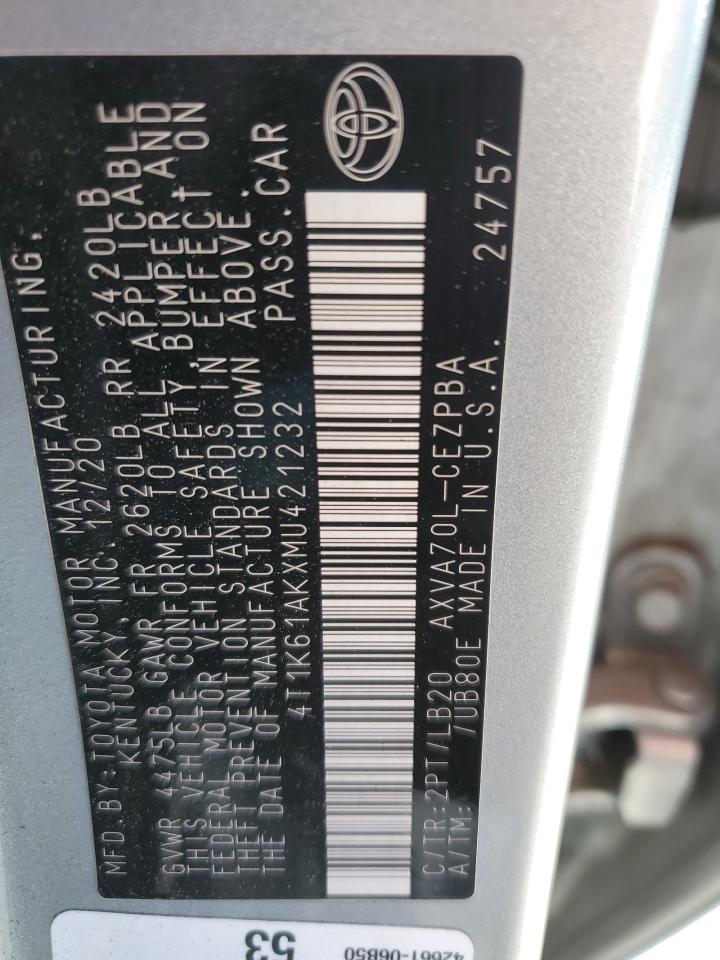 MFD. BY: TOYOTA MOTOR MANUFACTURING,
KENTUCKY, INC. 12/20
GVWR 4475LB GAWR FR 2620LB RR 2420LB
THIS VEHICLE CONFORMS TO ALL APPLICABLE
FEDERAL MOTOR VEHICLE SAFETY, BUMPER AND
THEFT PREVENTION STANDARDS IN EFFECT ON
THE DATE OF MANUFACTURE SHOWN ABOVE.
4T1K61AKXMU421232 PASS.CAR
C/TR: 2PT/LB20 AXVA70L-CEZPBA
A/TM: /UB80E MADE IN U.S.A. 24757
53
42661-06B50